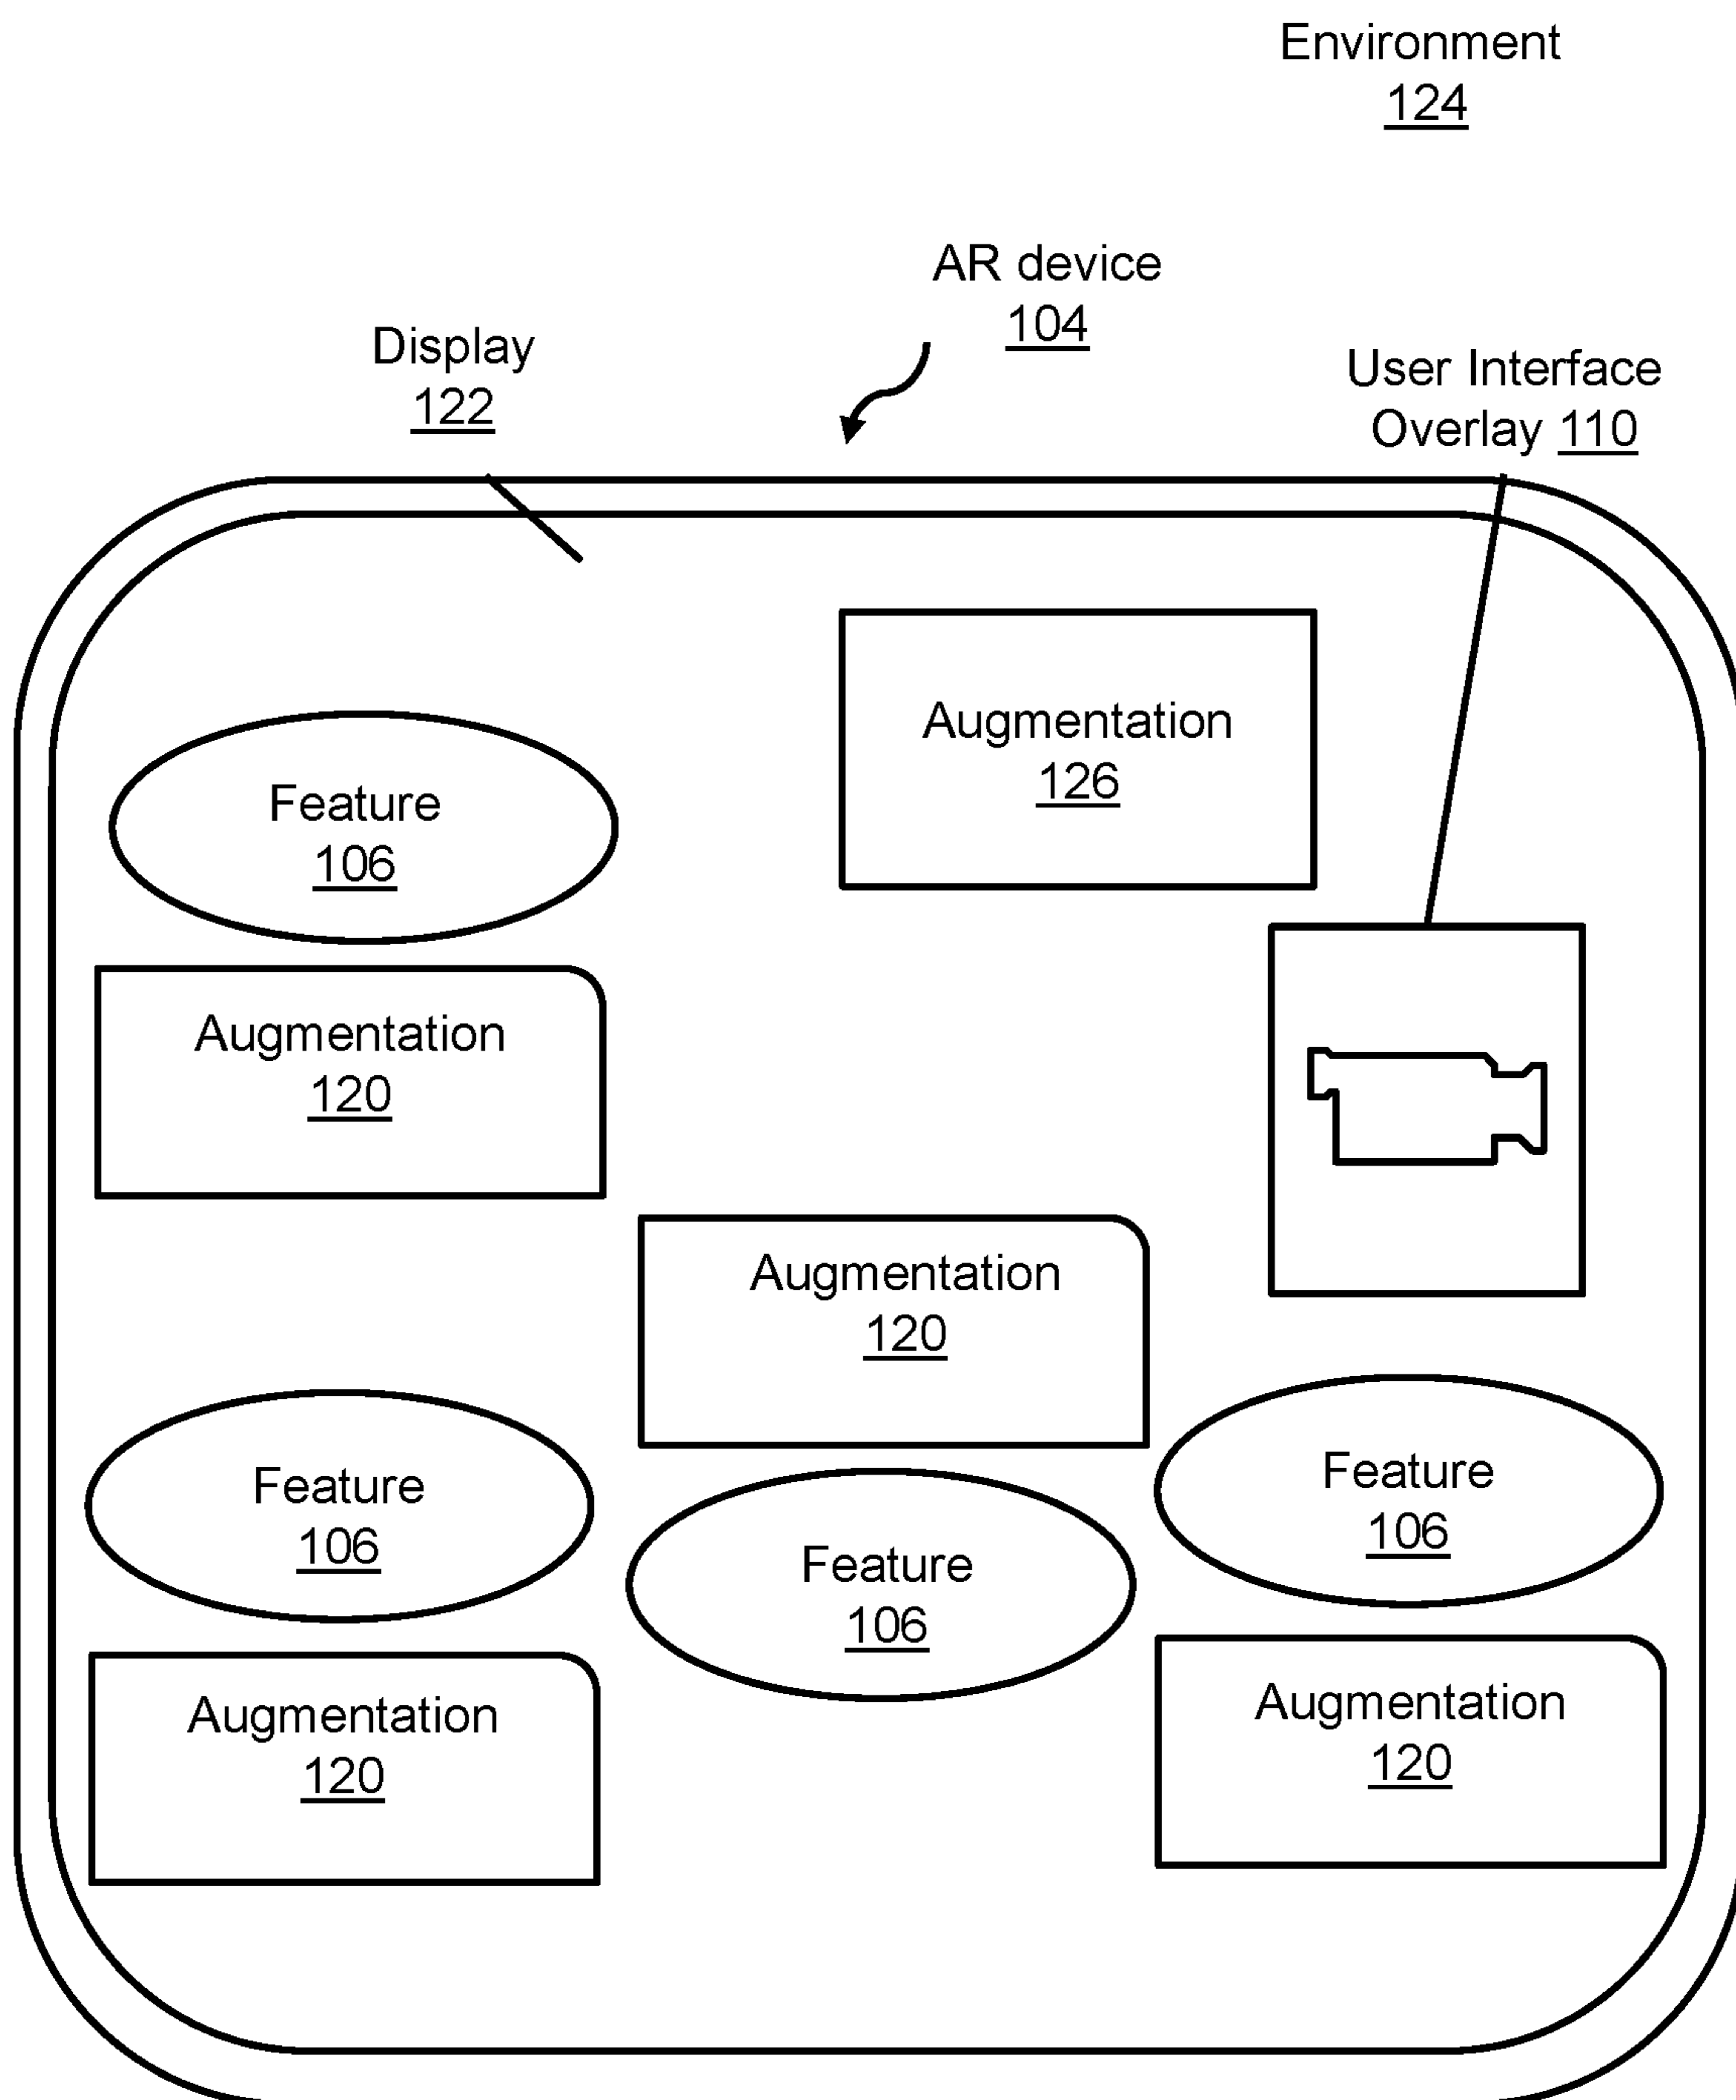 Environment
124
AR device
104
Display
122
User Interface
Overlay 110
Augmentation
126
Feature
106
Augmentation
120
Augmentation
120
Feature
106
Feature
106
Feature
106
Augmentation
120
Augmentation
120